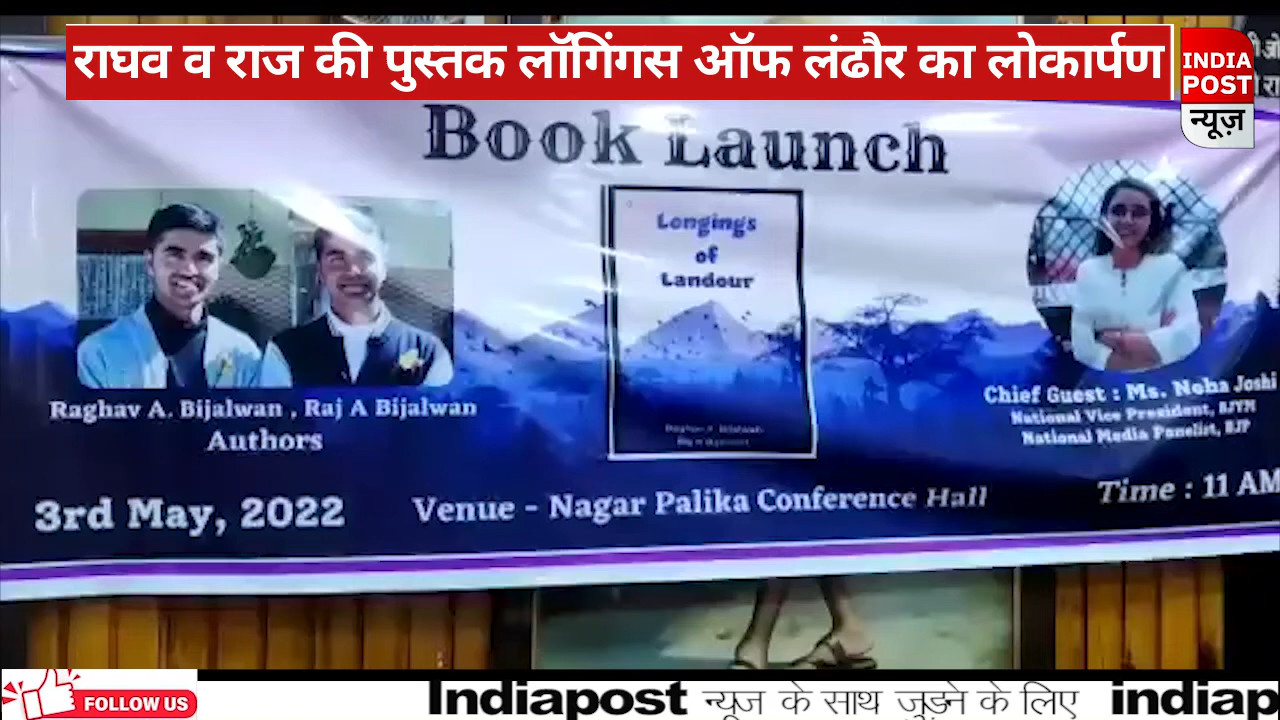 राघव व राज की पुस्तक लॉगिंगस ऑफ लंढौर का लोकार्पण
INDIA
POST
न्यूज़
Book Launch
Longings
of
Landour
Raghav A. Bijalwan , Raj A Bijalwan
Authors
Chief Guest : Ms. Neha Joshi
National Vice President, BJYM
National Media Panelist, BJP
3rd May, 2022
Venue - Nagar Palika Conference Hall
Time : 11 AM
FOLLOW US
Indiapost न्यूज के साथ जुड़ने के लिए indiap